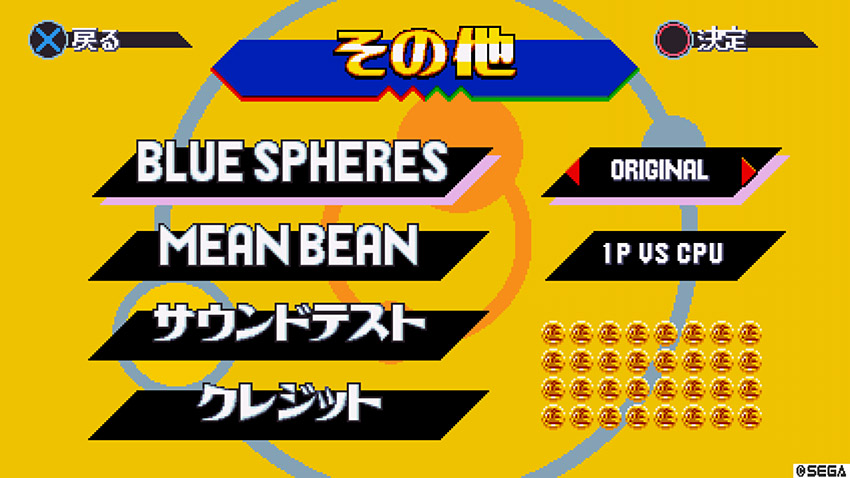 戻る
その他
決定
BLUE SPHERES
ORIGINAL
MEAN BEAN
1P VS CPU
サウンドテスト
クレジット
©SEGA